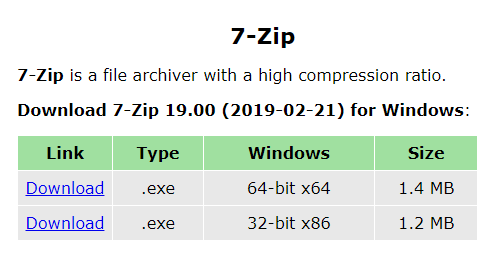 7-Zip
7-Zip is a file archiver with a high compression ratio.
Download 7-Zip 19.00 (2019-02-21) for Windows:
Link Type Windows Size
Download .exe 64-bit x64 1.4 MB
Download .exe 32-bit x86 1.2 MB